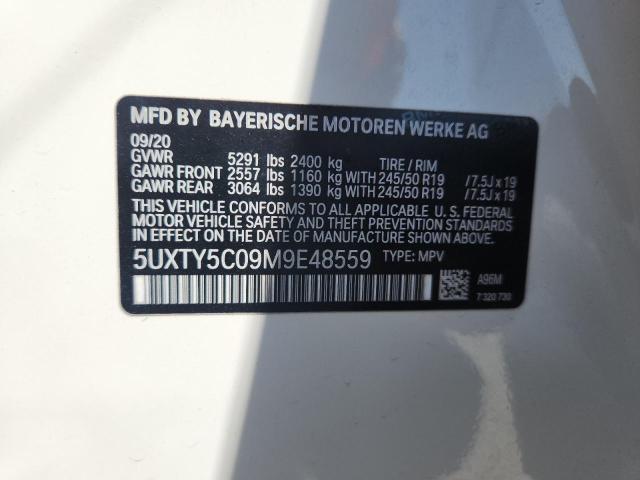 MFD BY BAYERISCHE MOTOREN WERKE AG
09/20
GVWR 5291 lbs 2400 kg TIRE / RIM
GAWR FRONT 2557 lbs 1160 kg WITH 245/50 R19 /7.5J x 19
GAWR REAR 3064 lbs 1390 kg WITH 245/50 R19 /7.5J x 19
THIS VEHICLE CONFORMS TO ALL APPLICABLE U. S. FEDERAL
MOTOR VEHICLE SAFETY AND THEFT PREVENTION STANDARDS
IN EFFECT ON THE DATE OF MANUFACTURE SHOWN ABOVE.
5UXTY5C09M9E48559 TYPE: MPV
A96M
7 320 730